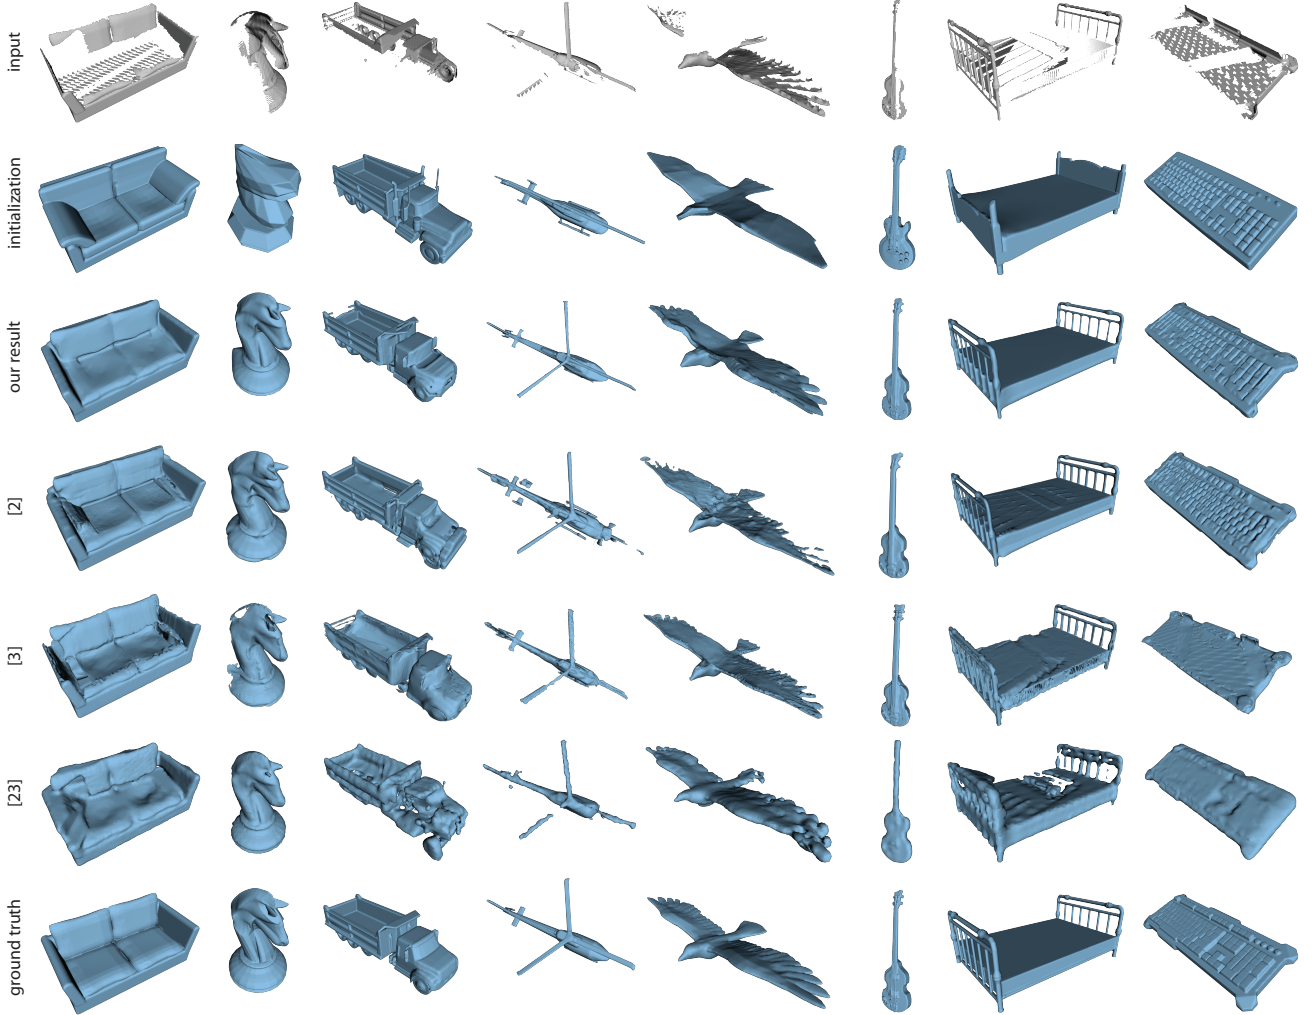 input
initialization
our result
[2]
[3]
[23]
ground truth